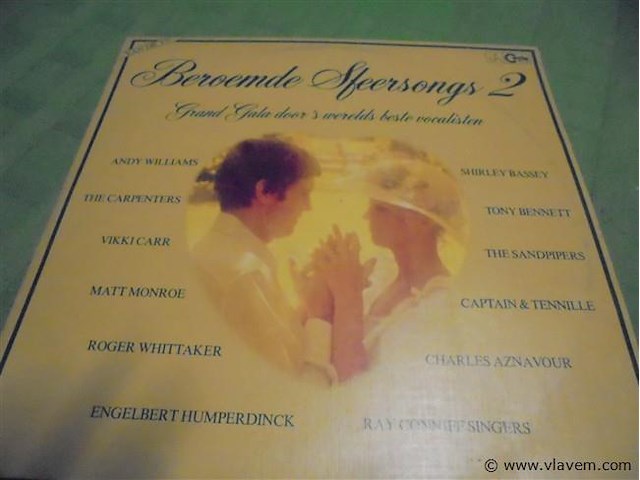 Beroemde Sfeersongs 2
Grand Gala door 's werelds beste vocalisten
ANDY WILLIAMS
THE CARPENTERS
VIKKI CARR
MATT MONROE
ROGER WHITTAKER
ENGELBERT HUMPERDINCK
SHIRLEY BASSEY
TONY BENNETT
THE SANDPIPERS
CAPTAIN & TENNILLE
CHARLES AZNAVOUR
RAY CONNIFF SINGERS
© www.vlavem.com